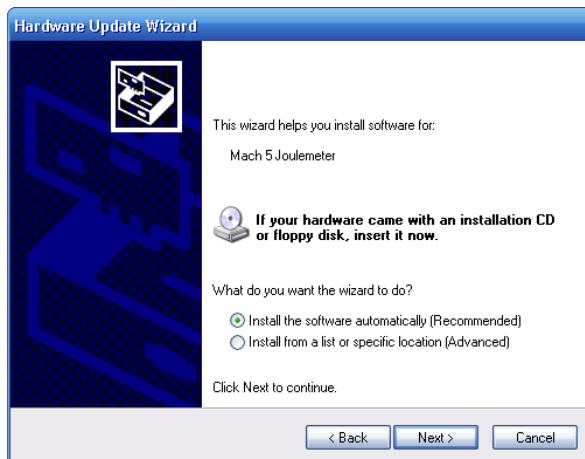 Hardware Update Wizard
This wizard helps you install software for:
Mach 5 Joulemeter
If your hardware came with an installation CD
or floppy disk, insert it now.
What do you want the wizard to do?
Install the software automatically (Recommended)
Install from a list or specific location (Advanced)
Click Next to continue.
< Back Next > Cancel